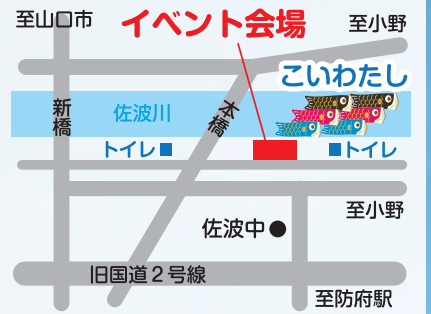 至山口市
イベント会場
至小野
こいわたし
新橋
佐波川
本橋
トイレ
トイレ
至小野
佐波中
旧国道２号線
至防府駅